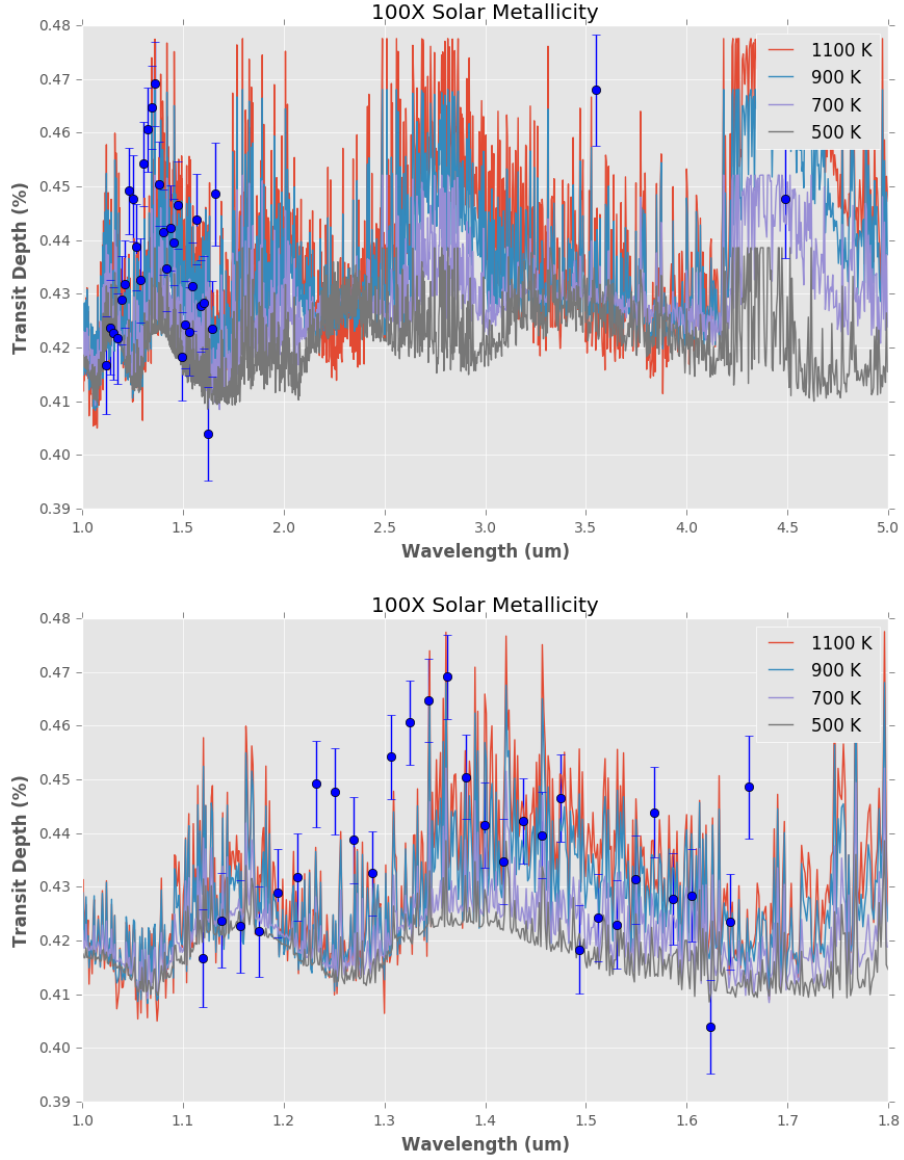 100X Solar Metallicity
0.48
0.47
0.46
0.45
0.44
0.43
0.42
0.41
0.40
0.39
Transit Depth (%)
1100 K
900 K
700 K
500 K
1.0 1.5 2.0 2.5 3.0 3.5 4.0 4.5 5.0
Wavelength (um)
100X Solar Metallicity
0.48
0.47
0.46
0.45
0.44
0.43
0.42
0.41
0.40
0.39
Transit Depth (%)
1100 K
900 K
700 K
500 K
1.0 1.1 1.2 1.3 1.4 1.5 1.6 1.7 1.8
Wavelength (um)